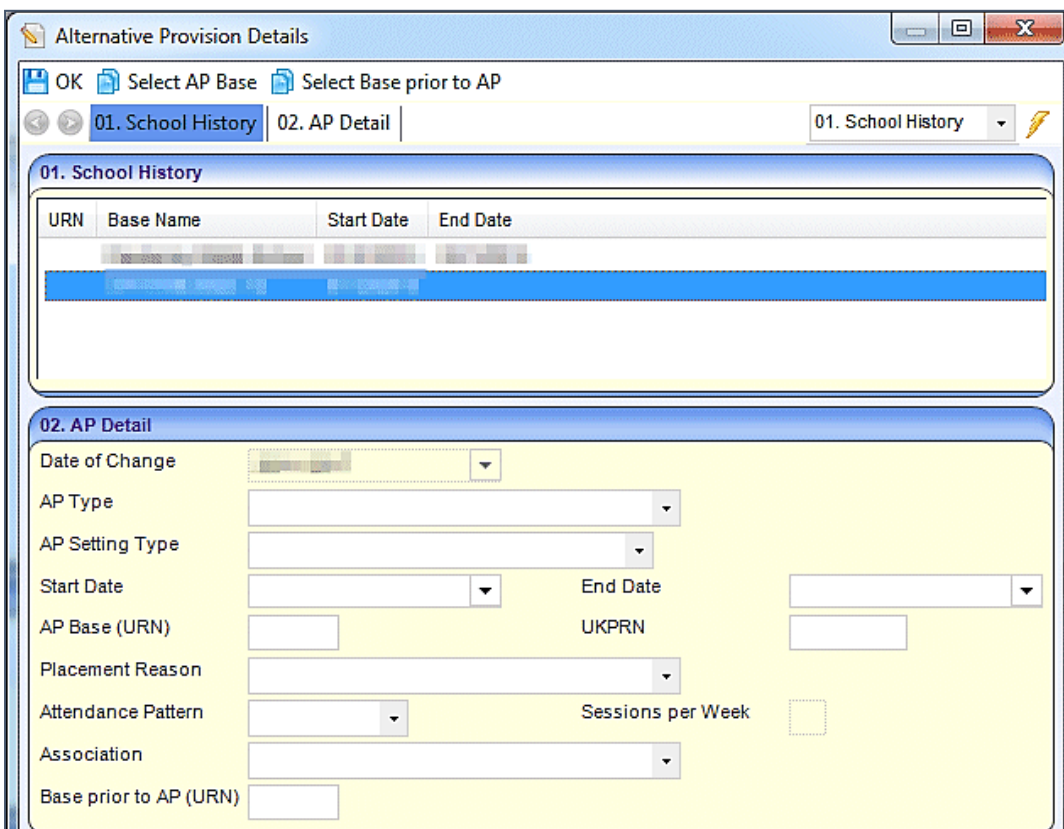 Alternative Provision Details
OK Select AP Base Select Base prior to AP
01. School History 02. AP Detail 01. School History
01. School History
URN Base Name Start Date End Date
02. AP Detail
Date of Change
AP Type
AP Setting Type
Start Date End Date
AP Base (URN) UKPRN
Placement Reason
Attendance Pattern Sessions per Week
Association
Base prior to AP (URN)